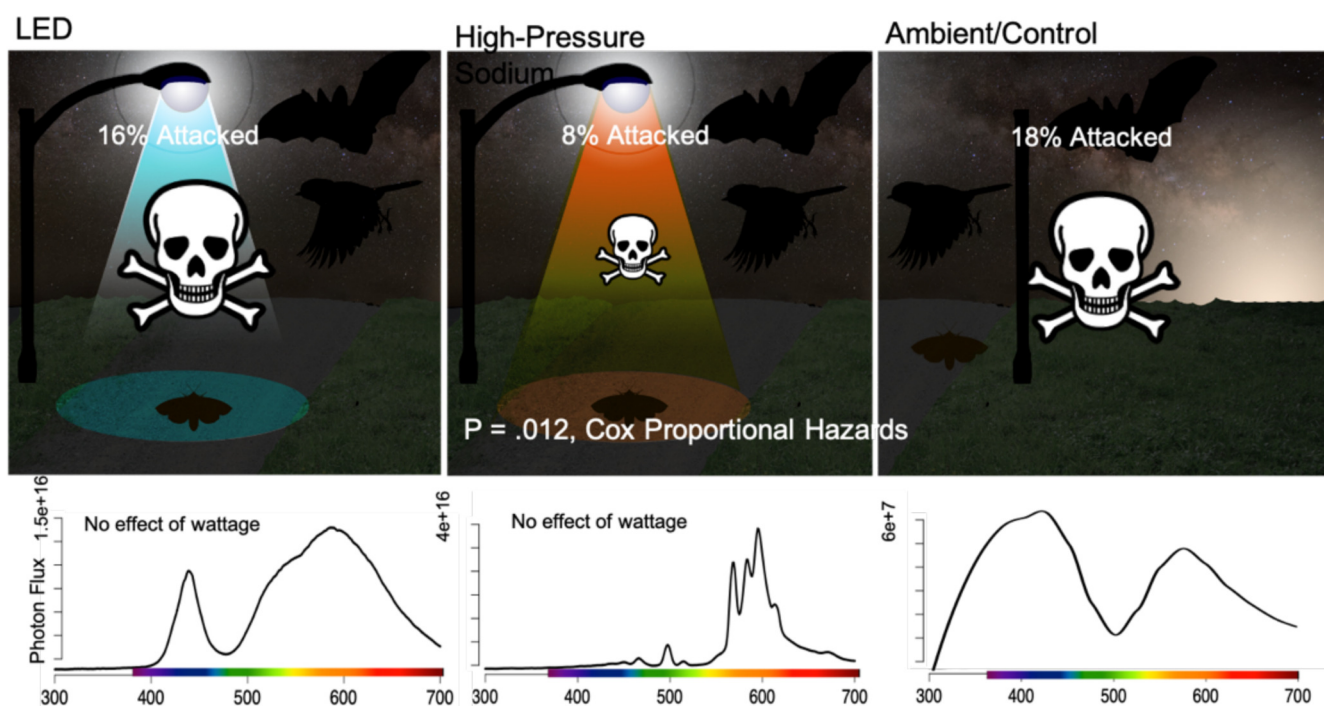 LED
High-Pressure
Sodium
Ambient/Control
16% Attacked
8% Attacked
18% Attacked
P = .012, Cox Proportional Hazards
Photon Flux
1.5e+16
No effect of wattage
300 400 500 600 700
4e+16
No effect of wattage
300 400 500 600 700
6e+7
300 400 500 600 700